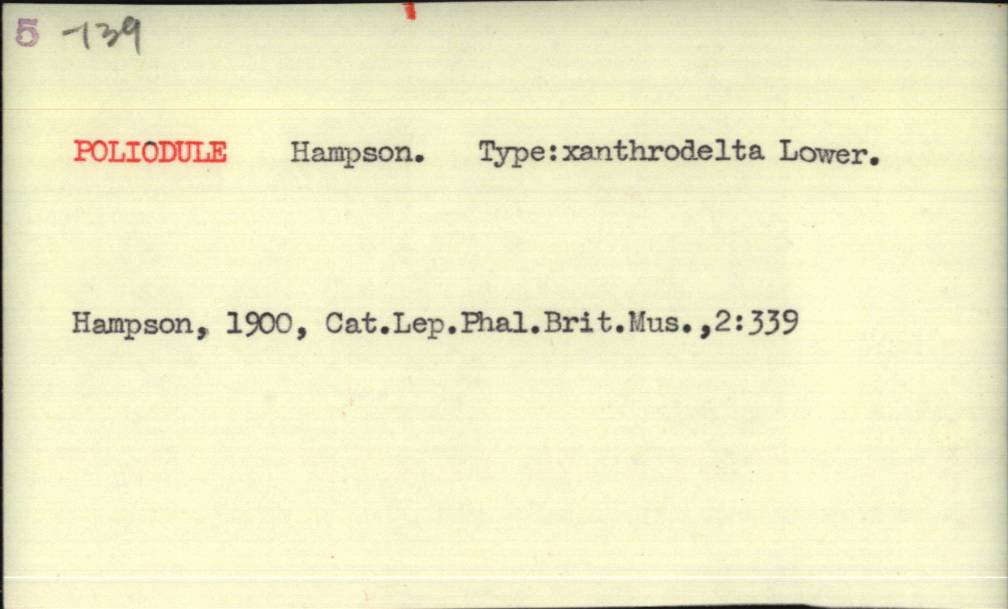 5 -139
POLIODULE Hampson. Type:xanthrodelta Lower.
Hampson, 1900, Cat.Lep.Phal.Brit.Mus.,2:339